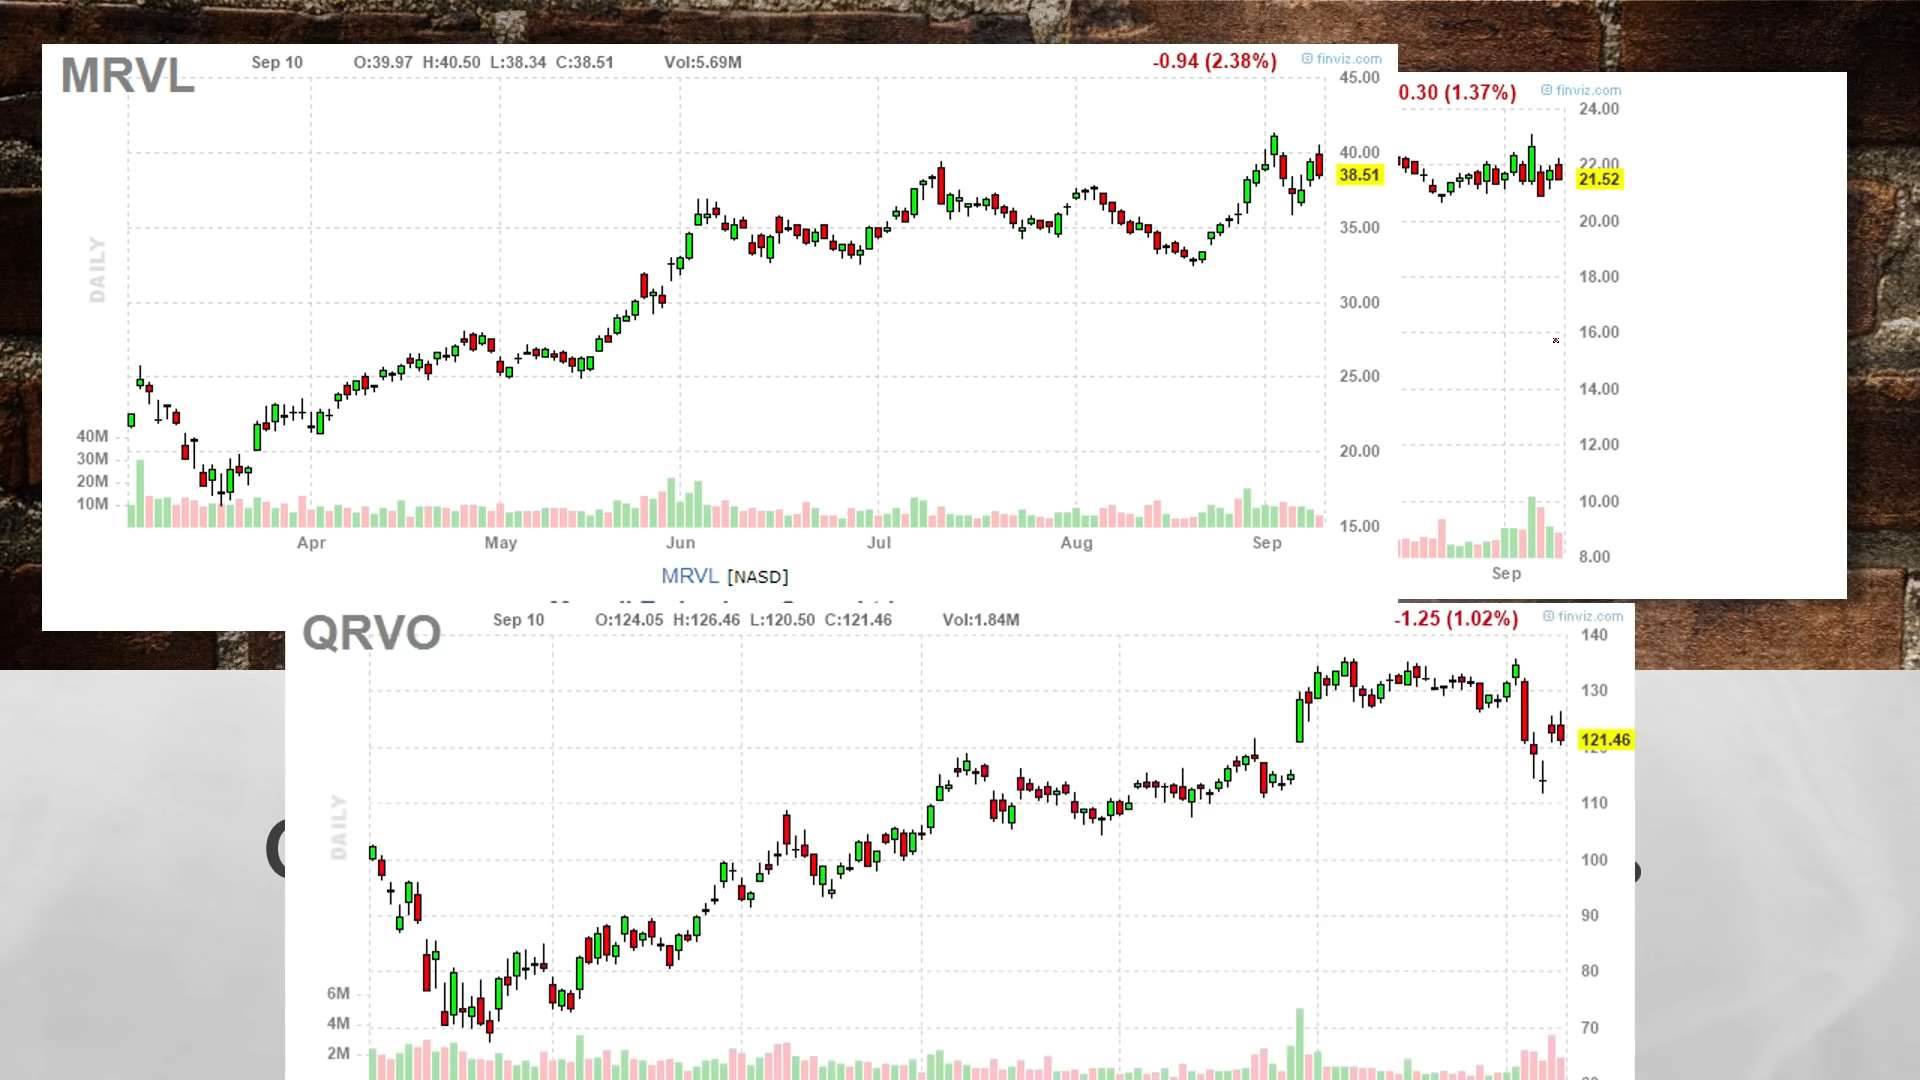 MRVL
Sep 10 O:39.97 H:40.50 L:38.34 C:38.51 Vol:5.69M
-0.94 (2.38%)
© finviz.com
45.00
40.00
38.51
35.00
30.00
25.00
20.00
15.00
DAILY
40M
30M
20M
10M
Apr May Jun Jul Aug Sep
MRVL [NASD]
0.30 (1.37%)
© finviz.com
24.00
22.00
21.52
20.00
18.00
16.00
14.00
12.00
10.00
8.00
Sep
QRVO
Sep 10 O:124.05 H:126.46 L:120.50 C:121.46 Vol:1.84M
-1.25 (1.02%)
© finviz.com
140
130
121.46
110
100
90
80
70
DAILY
6M
4M
2M